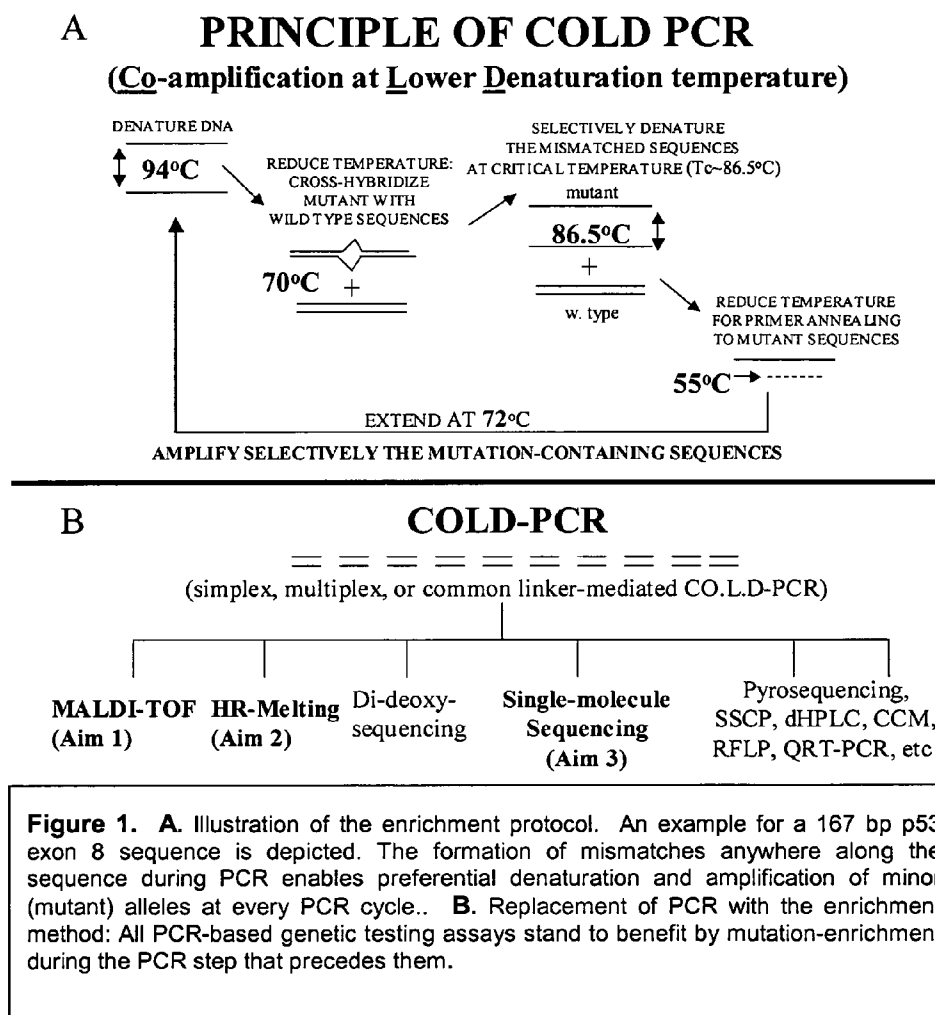 A
PRINCIPLE OF COLD PCR
(Co-amplification at Lower Denaturation temperature)
DENATURE DNA
94°C
REDUCE TEMPERATURE:
CROSS-HYBRIDIZE
MUTANT WITH
WILD TYPE SEQUENCES
70°C
+
SELECTIVELY DENATURE
THE MISMATCHED SEQUENCES
AT CRITICAL TEMPERATURE (Tc~86.5°C)
mutant
86.5°C
+
w. type
REDUCE TEMPERATURE
FOR PRIMER ANNEALING
TO MUTANT SEQUENCES
55°C
EXTEND AT 72°C
AMPLIFY SELECTIVELY THE MUTATION-CONTAINING SEQUENCES
B
COLD-PCR
(simplex, multiplex, or common linker-mediated CO.L.D-PCR)
MALDI-TOF
(Aim 1)
HR-Melting
(Aim 2)
Di-deoxy-
sequencing
Single-molecule
Sequencing
(Aim 3)
Pyrosequencing,
SSCP, dHPLC, CCM,
RFLP, QRT-PCR, etc
Figure 1. A. Illustration of the enrichment protocol. An example for a 167 bp p53
exon 8 sequence is depicted. The formation of mismatches anywhere along the
sequence during PCR enables preferential denaturation and amplification of minor
(mutant) alleles at every PCR cycle.. B. Replacement of PCR with the enrichmen
method: All PCR-based genetic testing assays stand to benefit by mutation-enrichmen
during the PCR step that precedes them.